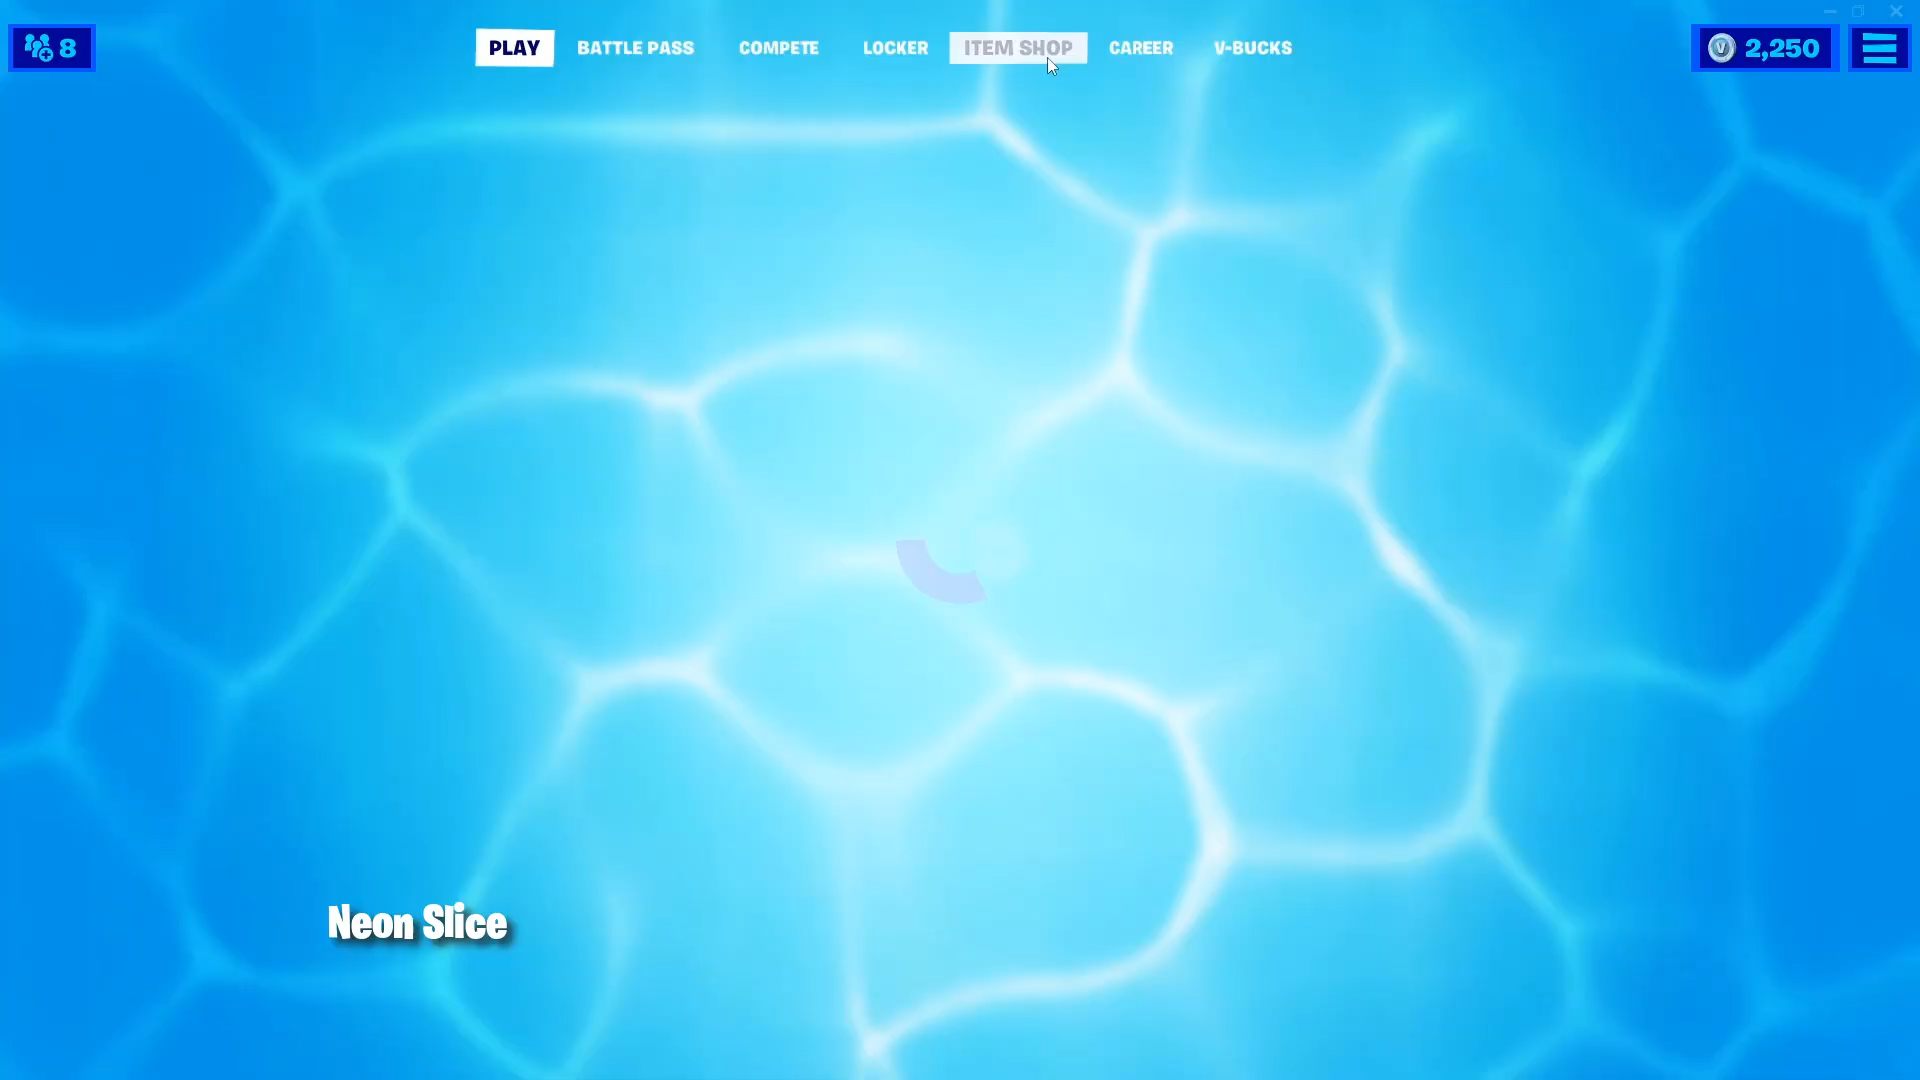 8
PLAY BATTLE PASS COMPETE LOCKER ITEM SHOP CAREER V-BUCKS
V 2,250
Neon Slice